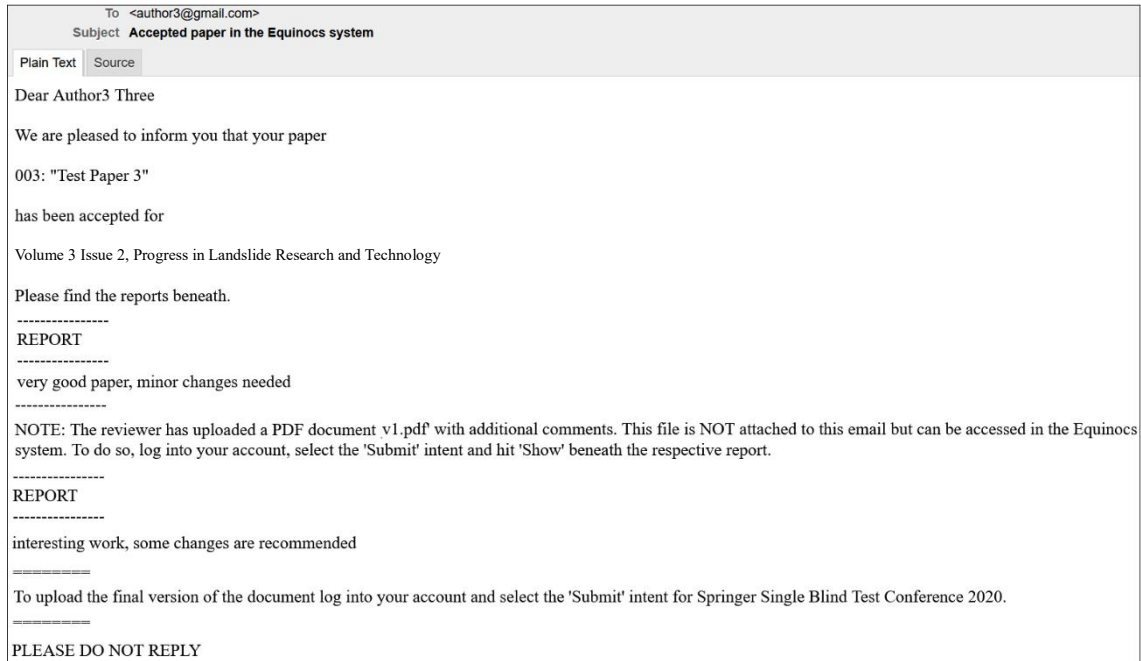 To <author3@gmail.com>
Subject Accepted paper in the Equinocs system
Plain Text Source
Dear Author3 Three
We are pleased to inform you that your paper
003: "Test Paper 3"
has been accepted for
Volume 3 Issue 2, Progress in Landslide Research and Technology
Please find the reports beneath.
----------------
REPORT
----------------
very good paper, minor changes needed
----------------
NOTE: The reviewer has uploaded a PDF document v1.pdf' with additional comments. This file is NOT attached to this email but can be accessed in the Equinocs
system. To do so, log into your account, select the 'Submit' intent and hit 'Show' beneath the respective report.
----------------
REPORT
----------------
interesting work, some changes are recommended
========
To upload the final version of the document log into your account and select the 'Submit' intent for Springer Single Blind Test Conference 2020.
========
PLEASE DO NOT REPLY